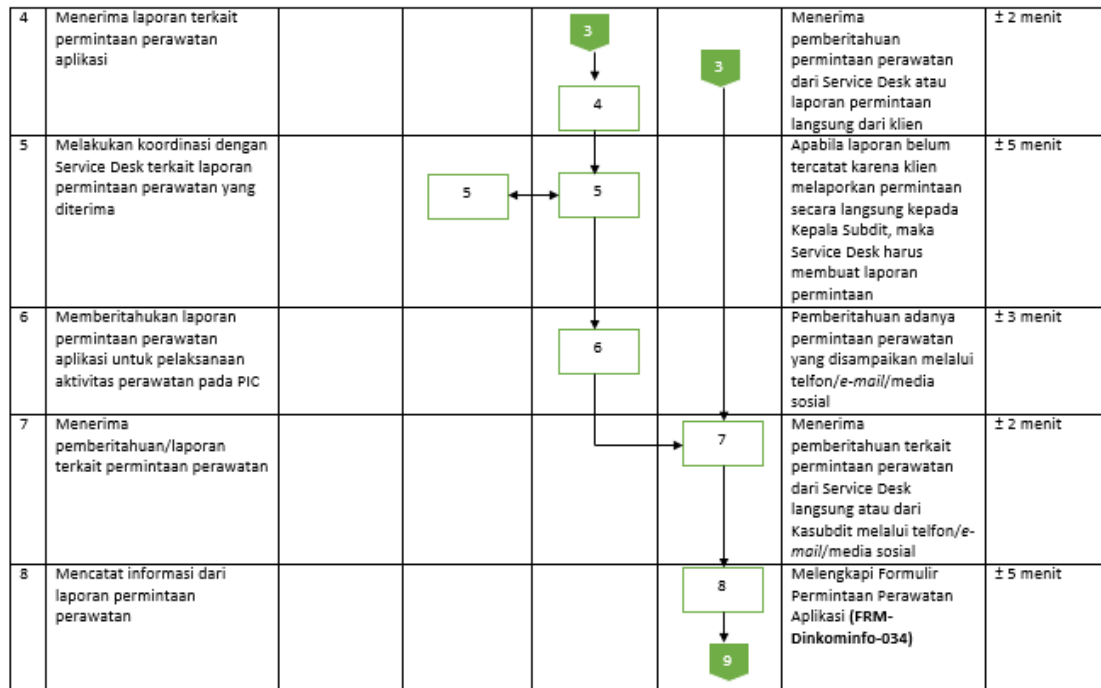 4
Menerima laporan terkait
permintaan perawatan
aplikasi
3
4
3
Menerima
pemberitahuan
permintaan perawatan
dari Service Desk atau
laporan permintaan
langsung dari klien
± 2 menit
5
Melakukan koordinasi dengan
Service Desk terkait laporan
permintaan perawatan yang
diterima
5
5
Apabila laporan belum
tercatat karena klien
melaporkan permintaan
secara langsung kepada
Kepala Subdit, maka
Service Desk harus
membuat laporan
permintaan
± 5 menit
6
Memberitahukan laporan
permintaan perawatan
aplikasi untuk pelaksanaan
aktivitas perawatan pada PIC
6
Pemberitahuan adanya
permintaan perawatan
yang disampaikan melalui
telfon/e-mail/media
sosial
± 3 menit
7
Menerima
pemberitahuan/laporan
terkait permintaan perawatan
7
Menerima
pemberitahuan terkait
permintaan perawatan
dari Service Desk
langsung atau dari
Kasubdit melalui telfon/e-
mail/media sosial
± 2 menit
8
Mencatat informasi dari
laporan permintaan
perawatan
8
9
Melengkapi Formulir
Permintaan Perawatan
Aplikasi (FRM-
Dinkominfo-034)
± 5 menit